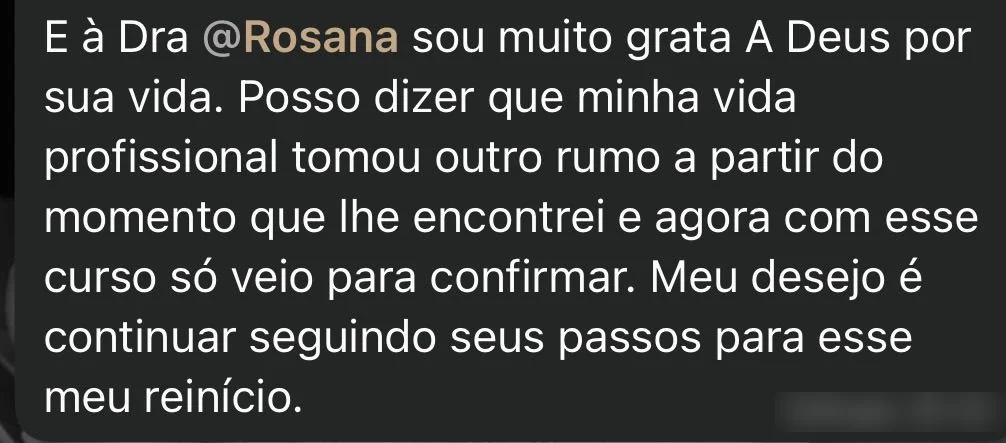 E à Dra @Rosana sou muito grata A Deus por
sua vida. Posso dizer que minha vida
profissional tomou outro rumo a partir do
momento que lhe encontrei e agora com esse
curso só veio para confirmar. Meu desejo é
continuar seguindo seus passos para esse
meu reinício.